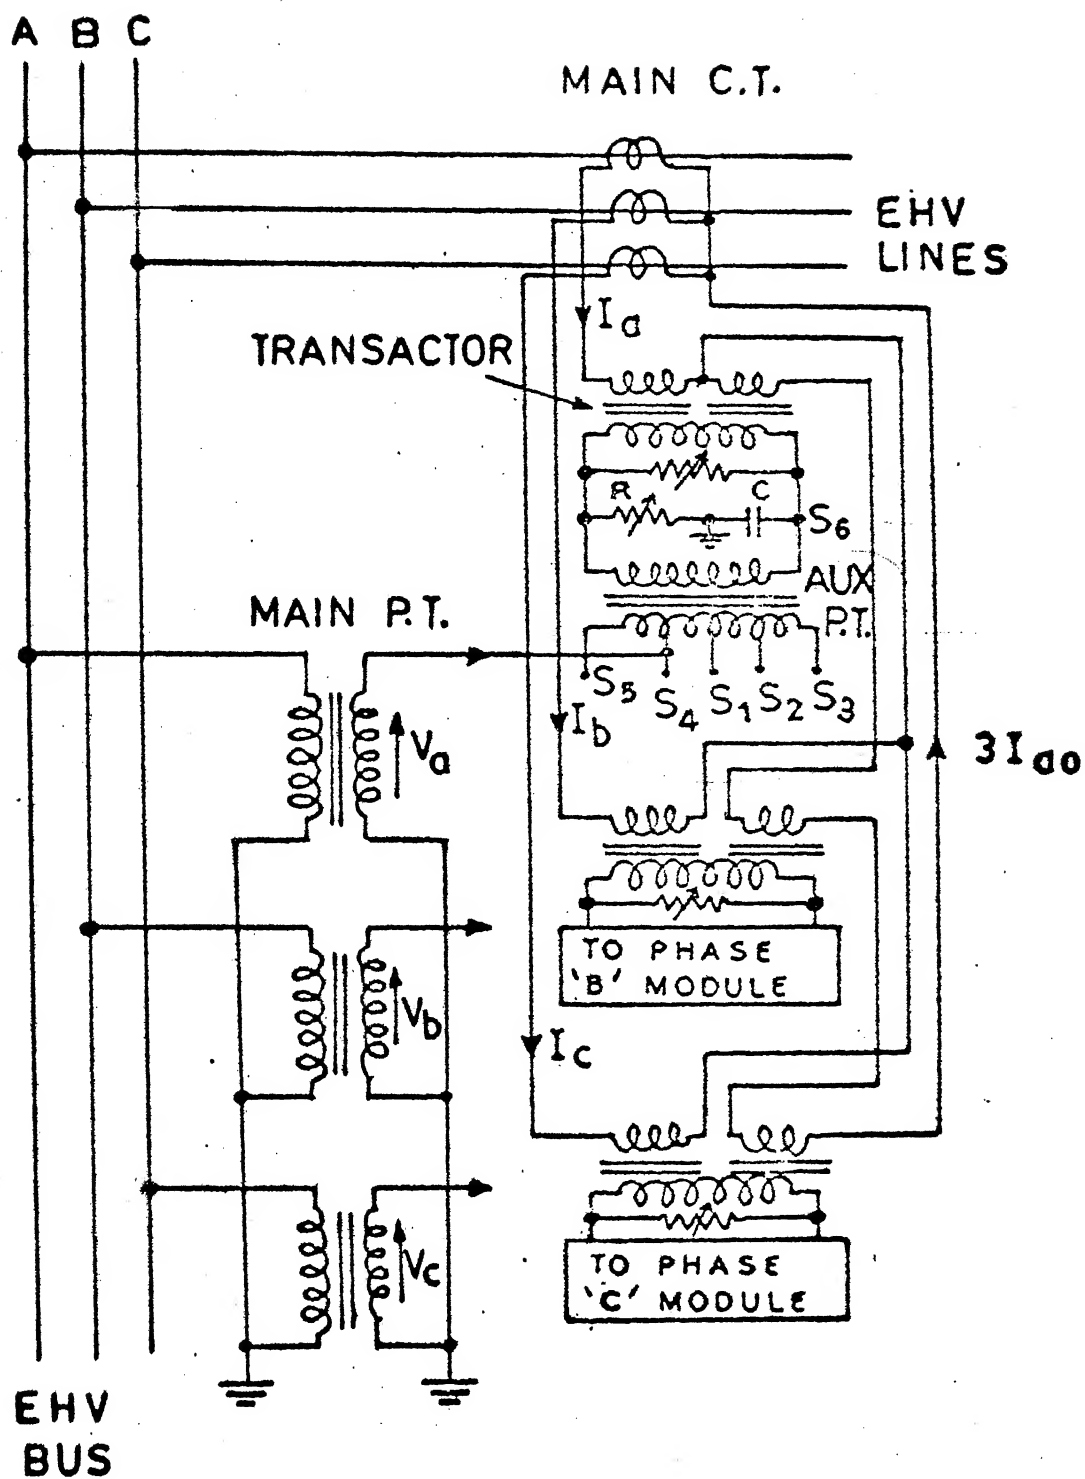 A B C
MAIN C.T.
EHV
LINES
Ia
TRANSACTOR
R C
S6
AUX
P.T.
MAIN P.T.
S5 S4 S1 S2 S3
Ib
Va
3Iao
TO PHASE
'B' MODULE
Vb
Ic
TO PHASE
'C' MODULE
Vc
EHV
BUS